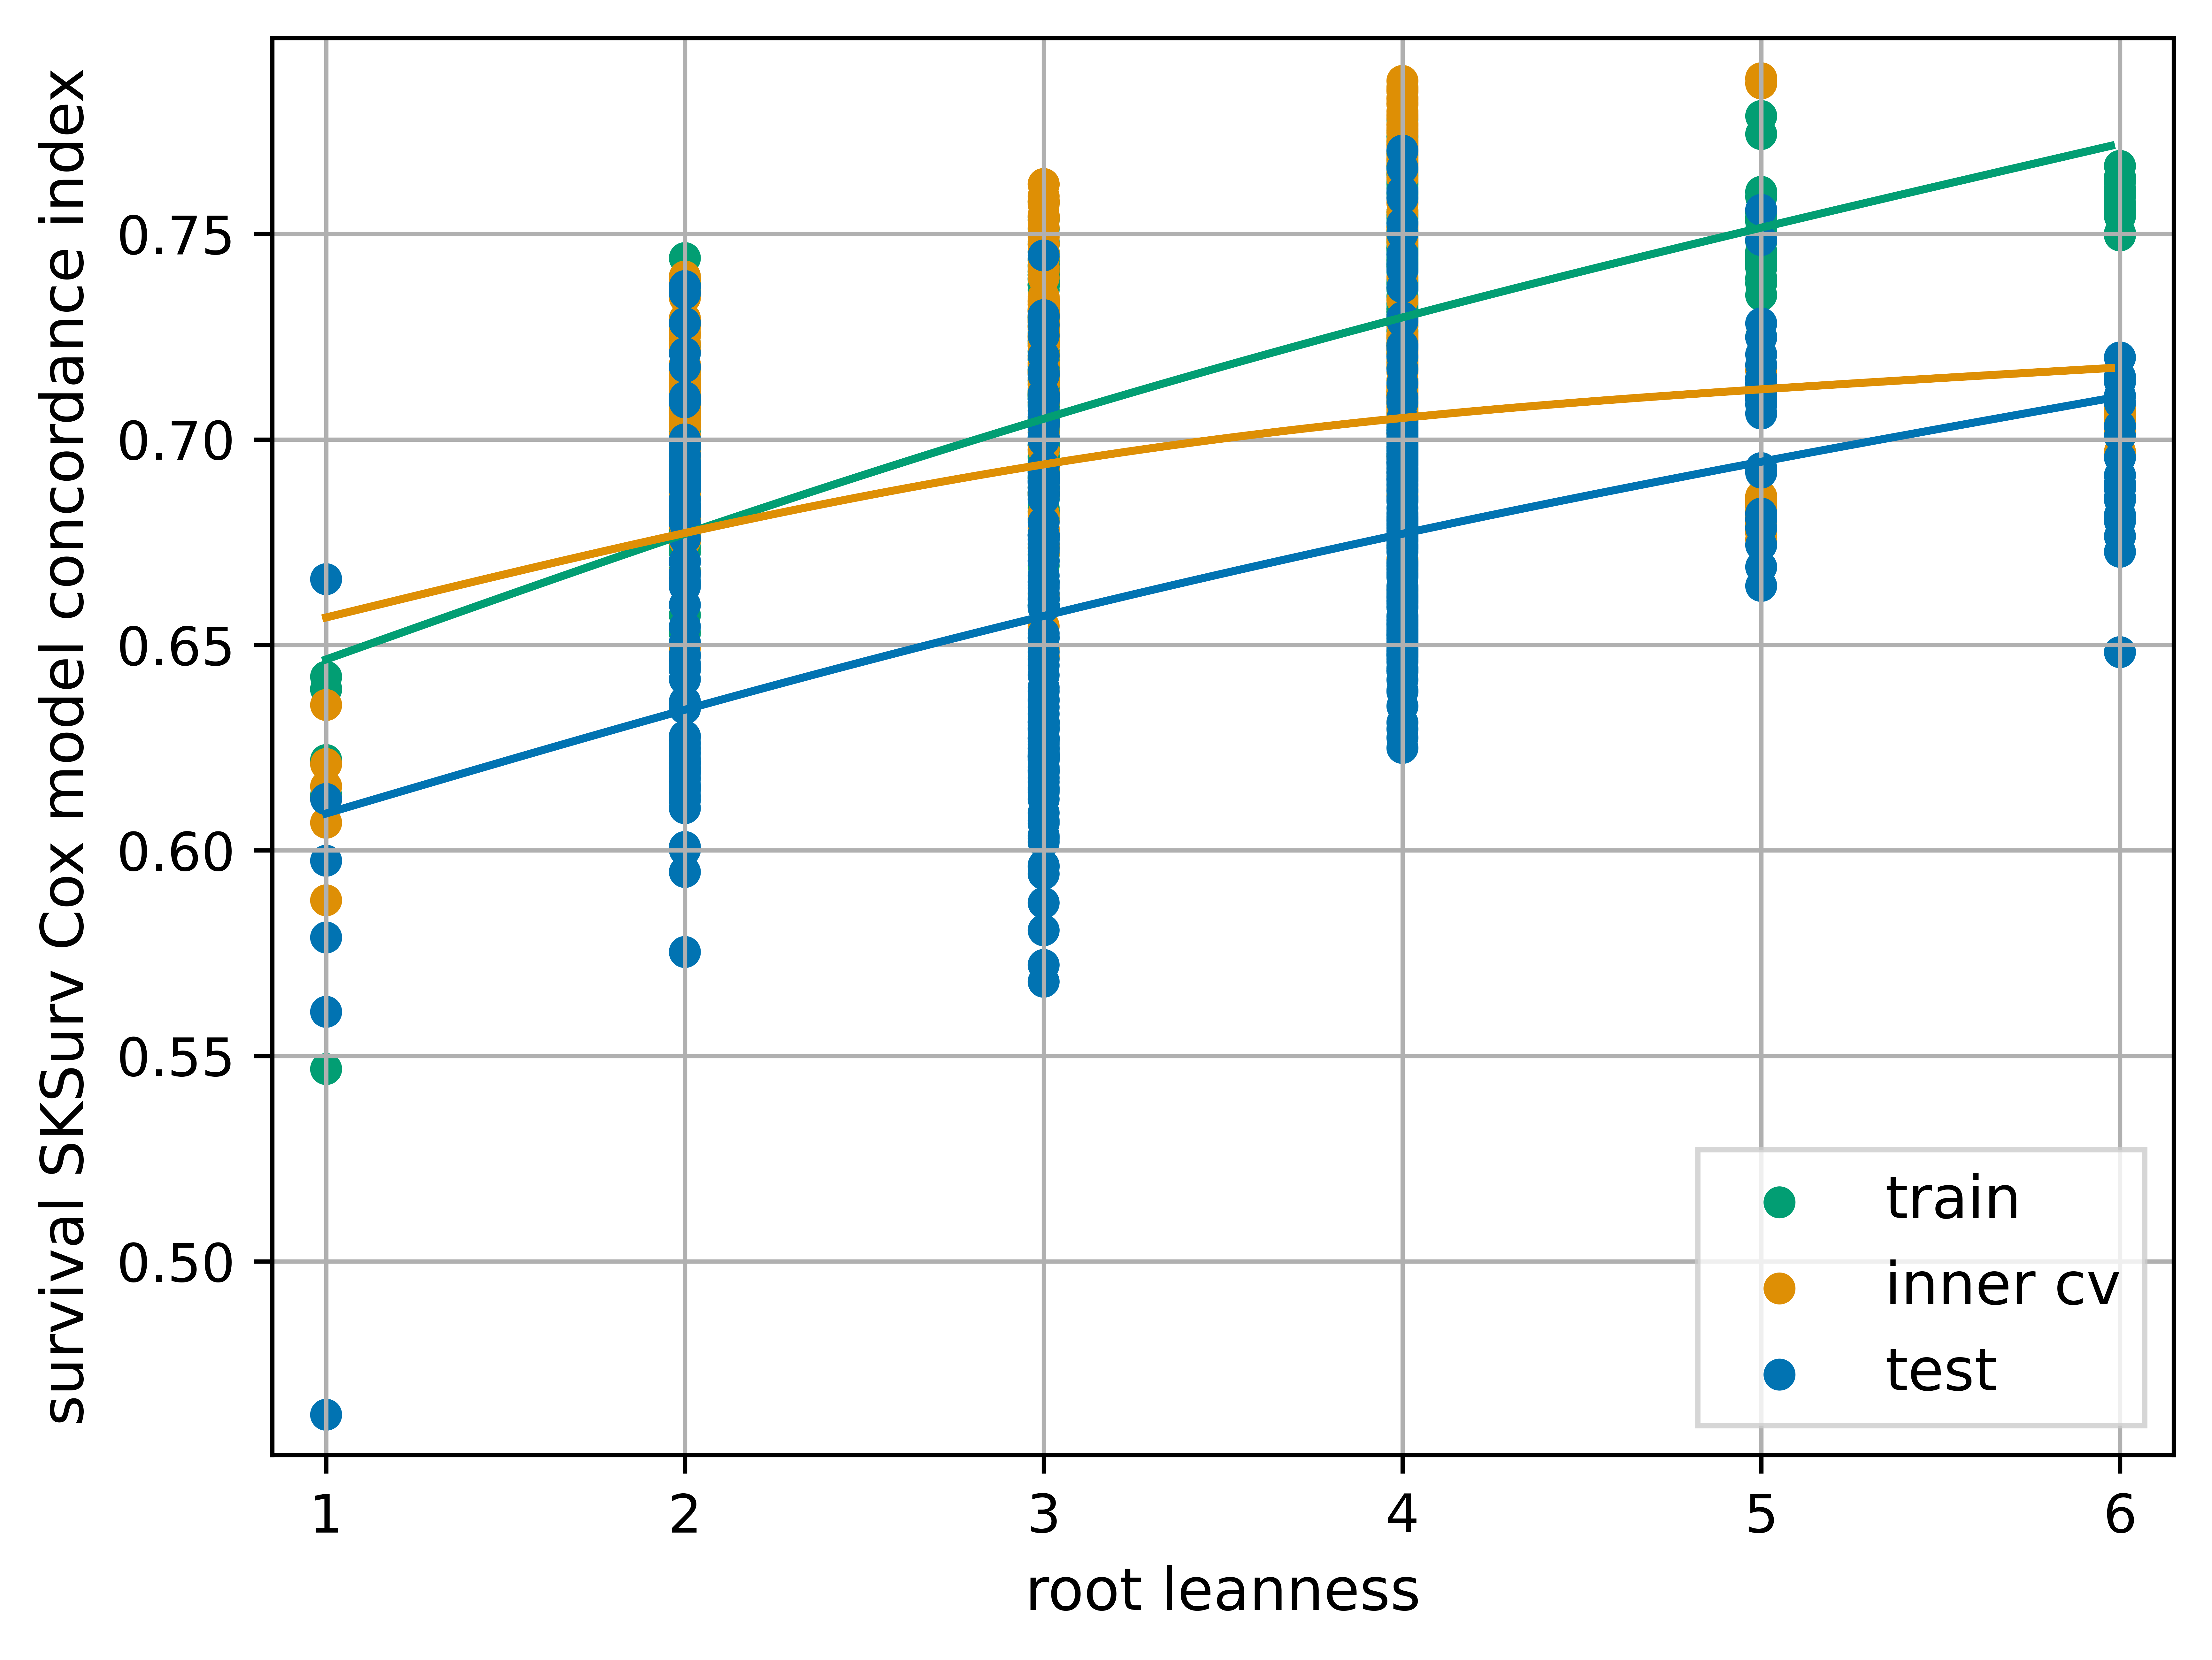 survival SKSurv Cox model concordance index
0.75
0.70
0.65
0.60
0.55
0.50
train
inner cv
test
1 2 3 4 5 6
root leanness